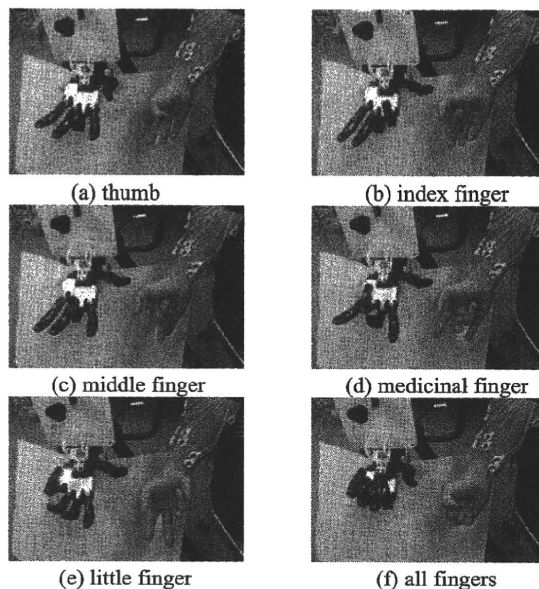 (a) thumb
(b) index finger
(c) middle finger
(d) medicinal finger
(e) little finger
(f) all fingers